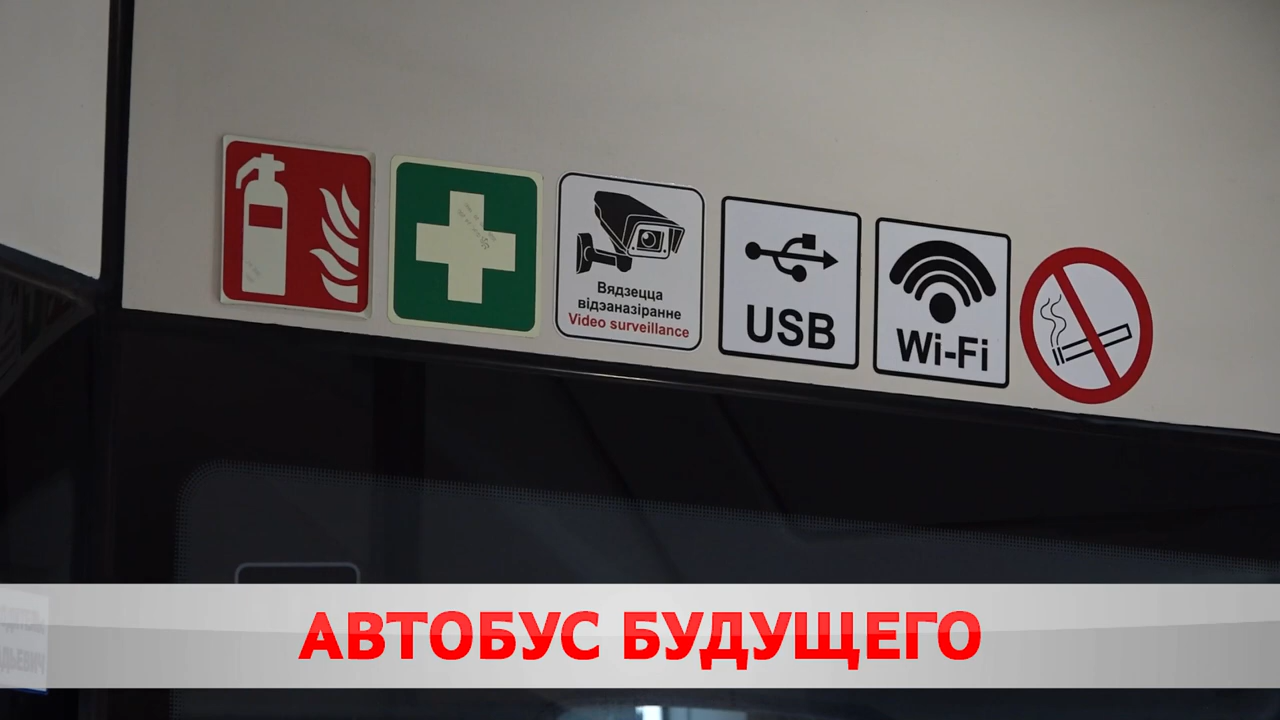 Вядзецца
відэаназіранне
Video surveillance
USB
Wi-Fi
АВТОБУС БУДУЩЕГО